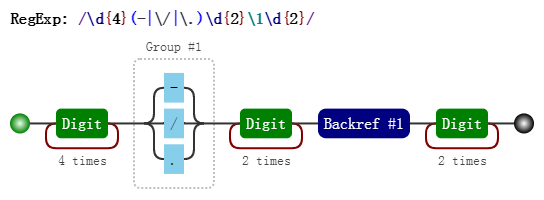 RegExp: /\d{4}(-|\/|\.)\d{2}\1\d{2}/
Group #1
-
Digit / Digit Backref #1 Digit
.
4 times 2 times 2 times